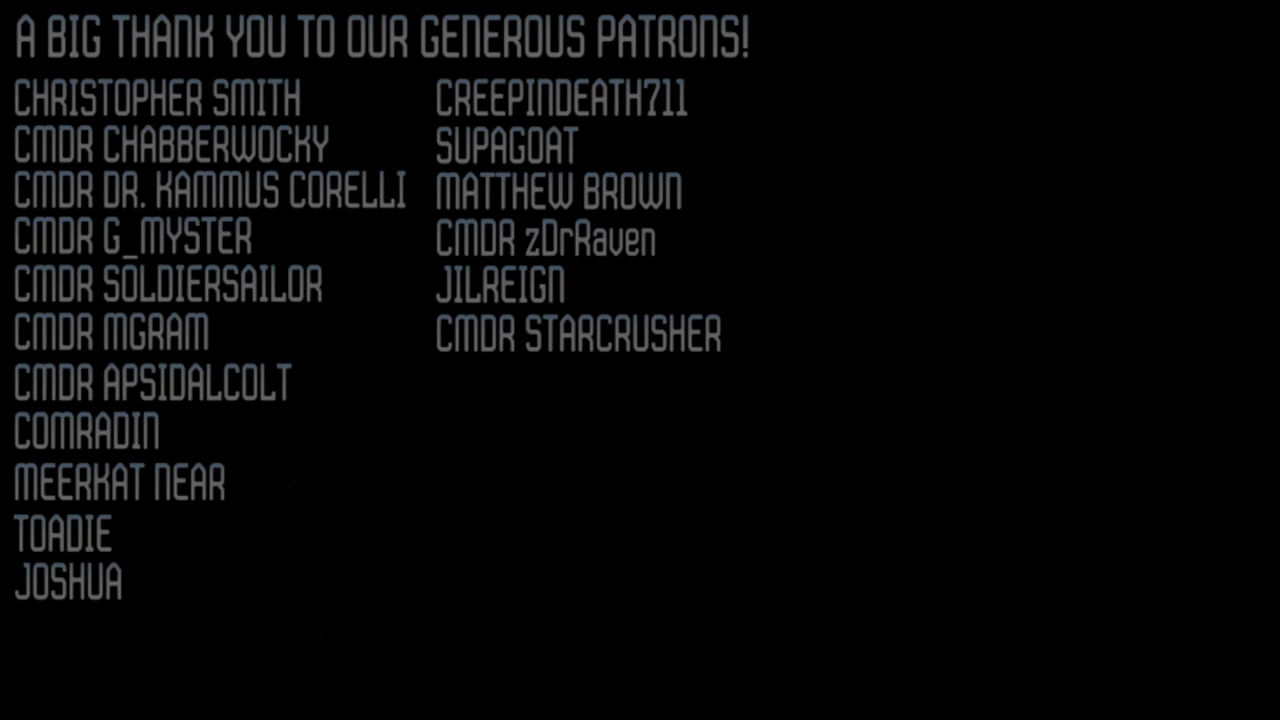 A BIG THANK YOU TO OUR GENEROUS PATRONS!
CHRISTOPHER SMITH
CMDR CHABBERWOCKY
CMDR DR. KAMMUS CORELLI
CMDR G_MYSTER
CMDR SOLDIERSAILOR
CMDR MGRAM
CMDR APSIDALCOLT
COMRADIN
MEERKAT NEAR
TOADIE
JOSHUA
CREEPINDEATH711
SUPAGOAT
MATTHEW BROWN
CMDR zDrRaven
JILREIGN
CMDR STARCRUSHER